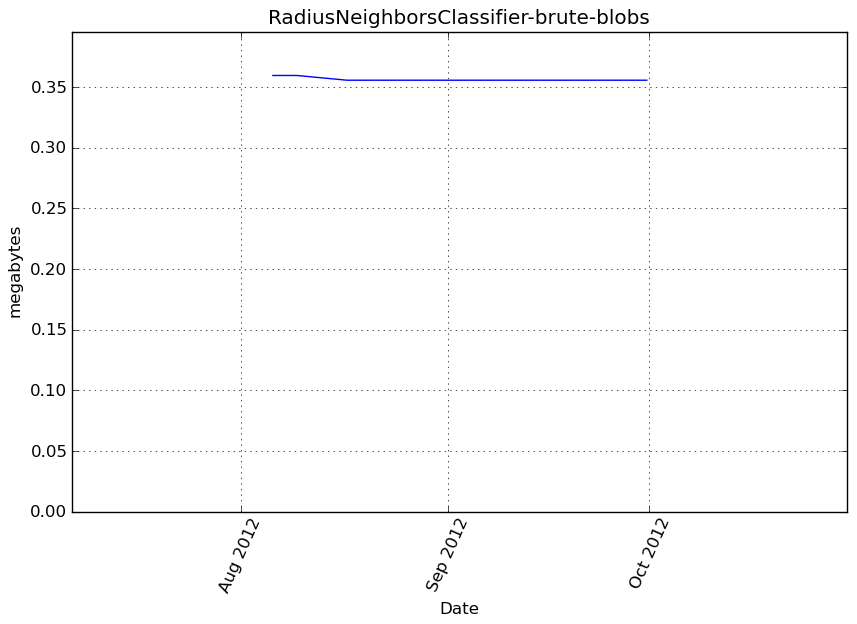 RadiusNeighborsClassifier-brute-blobs
0.35
0.30
0.25
0.20
0.15
0.10
0.05
0.00
megabytes
Aug 2012
Sep 2012
Oct 2012
Date